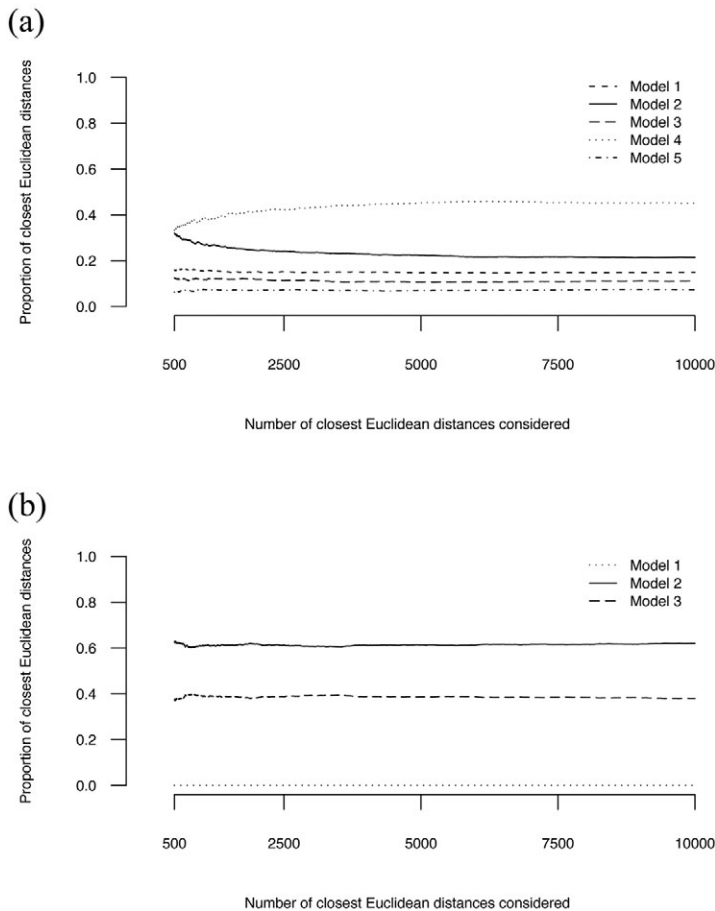 (a)
Proportion of closest Euclidean distances
1.0
0.8
0.6
0.4
0.2
0.0
Model 1
Model 2
Model 3
Model 4
Model 5
500 2500 5000 7500 10000
Number of closest Euclidean distances considered
(b)
Proportion of closest Euclidean distances
1.0
0.8
0.6
0.4
0.2
0.0
Model 1
Model 2
Model 3
500 2500 5000 7500 10000
Number of closest Euclidean distances considered